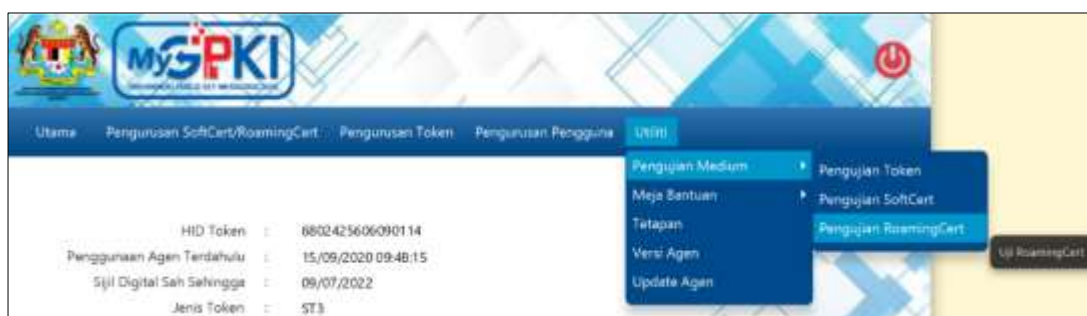 MyGPKI
Utama Pengurusan SoftCert/RoamingCert Pengurusan Token Pengurusan Pengguna Utiliti
Pengujian Medium
Meja Bantuan
Tetapan
Versi Agen
Update Agen
Pengujian Token
Pengujian SoftCert
Pengujian RoamingCert
Uji RoamingCert
HID Token : 6802425606090114
Penggunaan Agen Terdahulu : 15/09/2020 09:48:15
Sijil Digital Sah Sehingga : 09/07/2022
Jenis Token : ST3